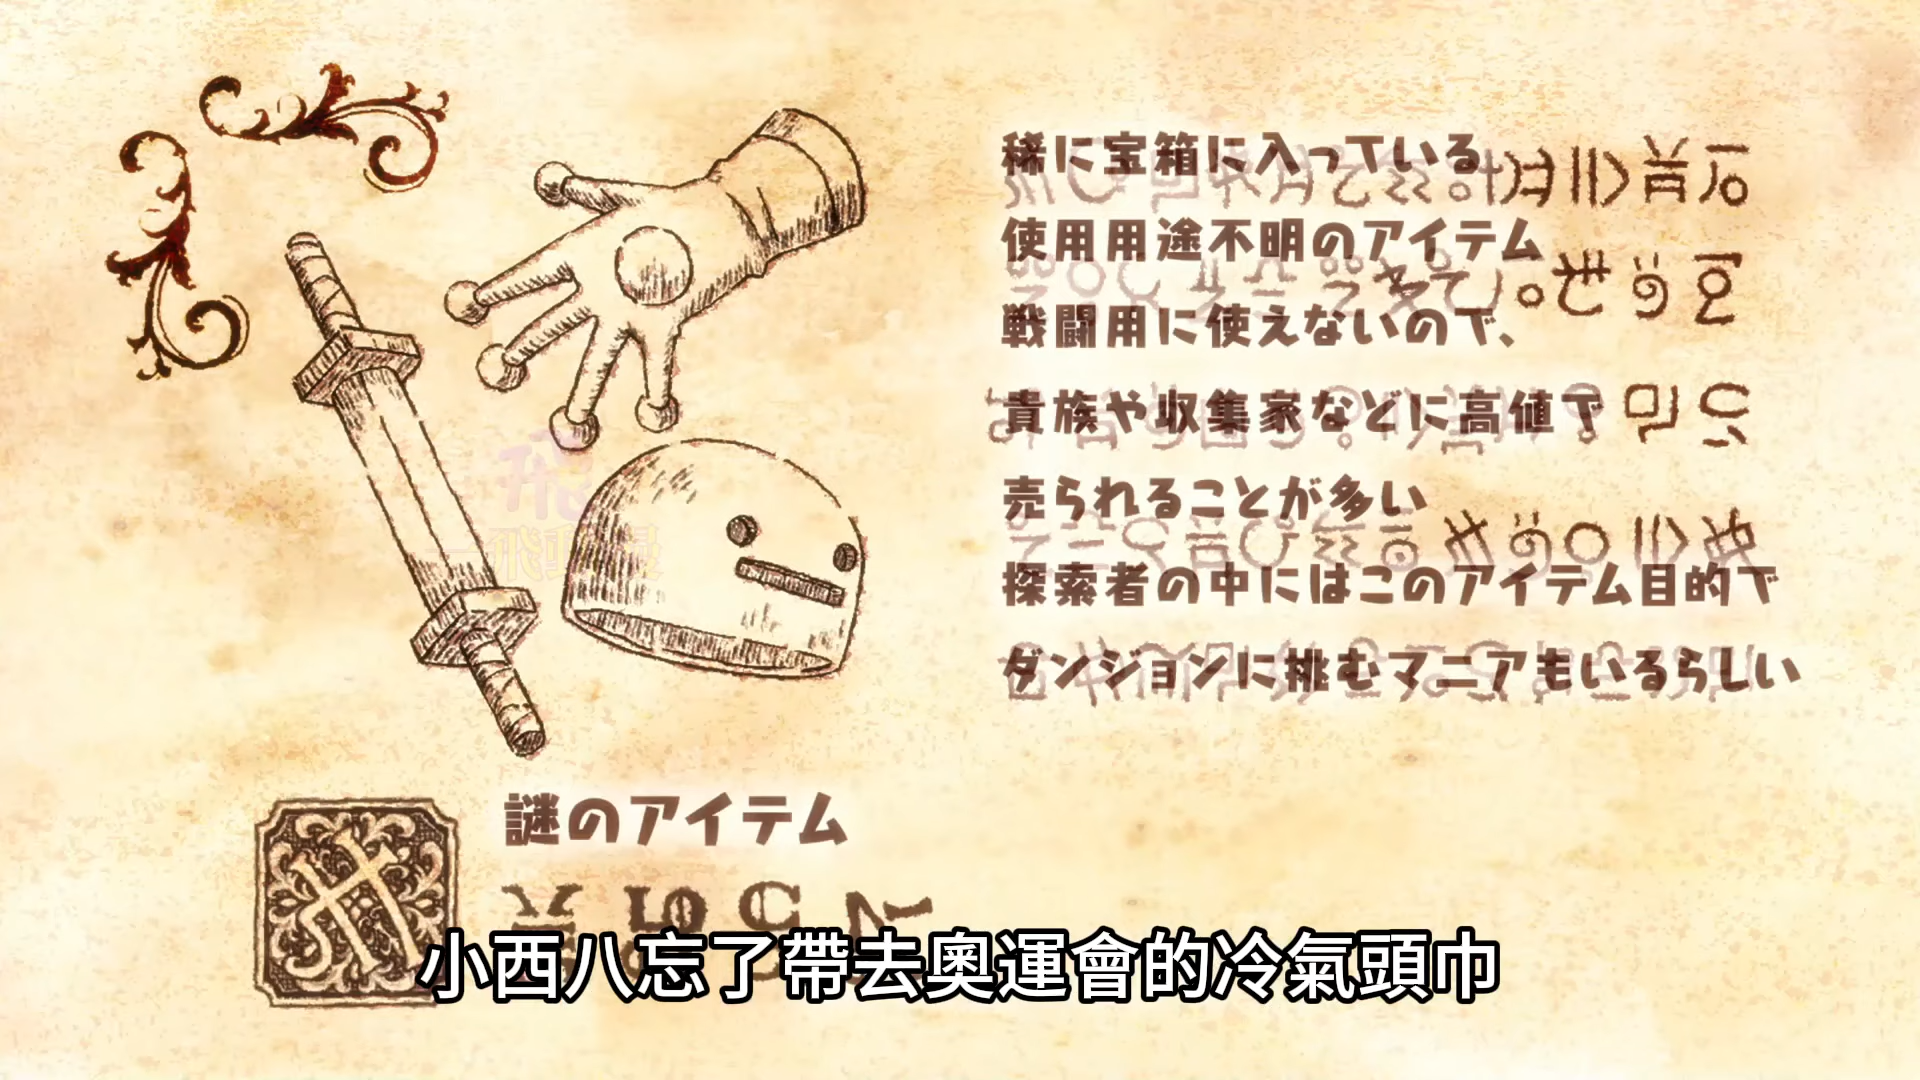 稀に宝箱に入っている
使用用途不明のアイテム
戦闘用に使えないので、
貴族や収集家などに高値で
売られることが多い
探索者の中にはこのアイテム目的で
ダンジョンに挑むマニアもいるらしい
謎のアイテム
小西八忘了帶去奧運會的冷氣頭巾